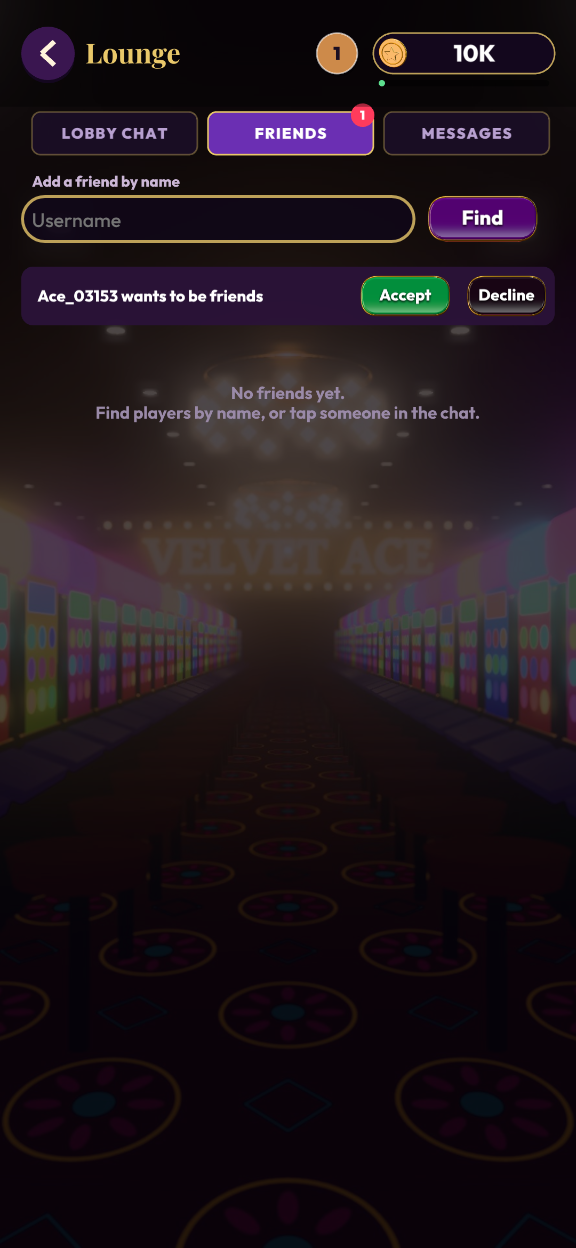 Lounge
1
10K
LOBBY CHAT
FRIENDS
1
MESSAGES
Add a friend by name
Username
Find
Ace_03153 wants to be friends
Accept
Decline
No friends yet.
Find players by name, or tap someone in the chat.
VELVET ACE